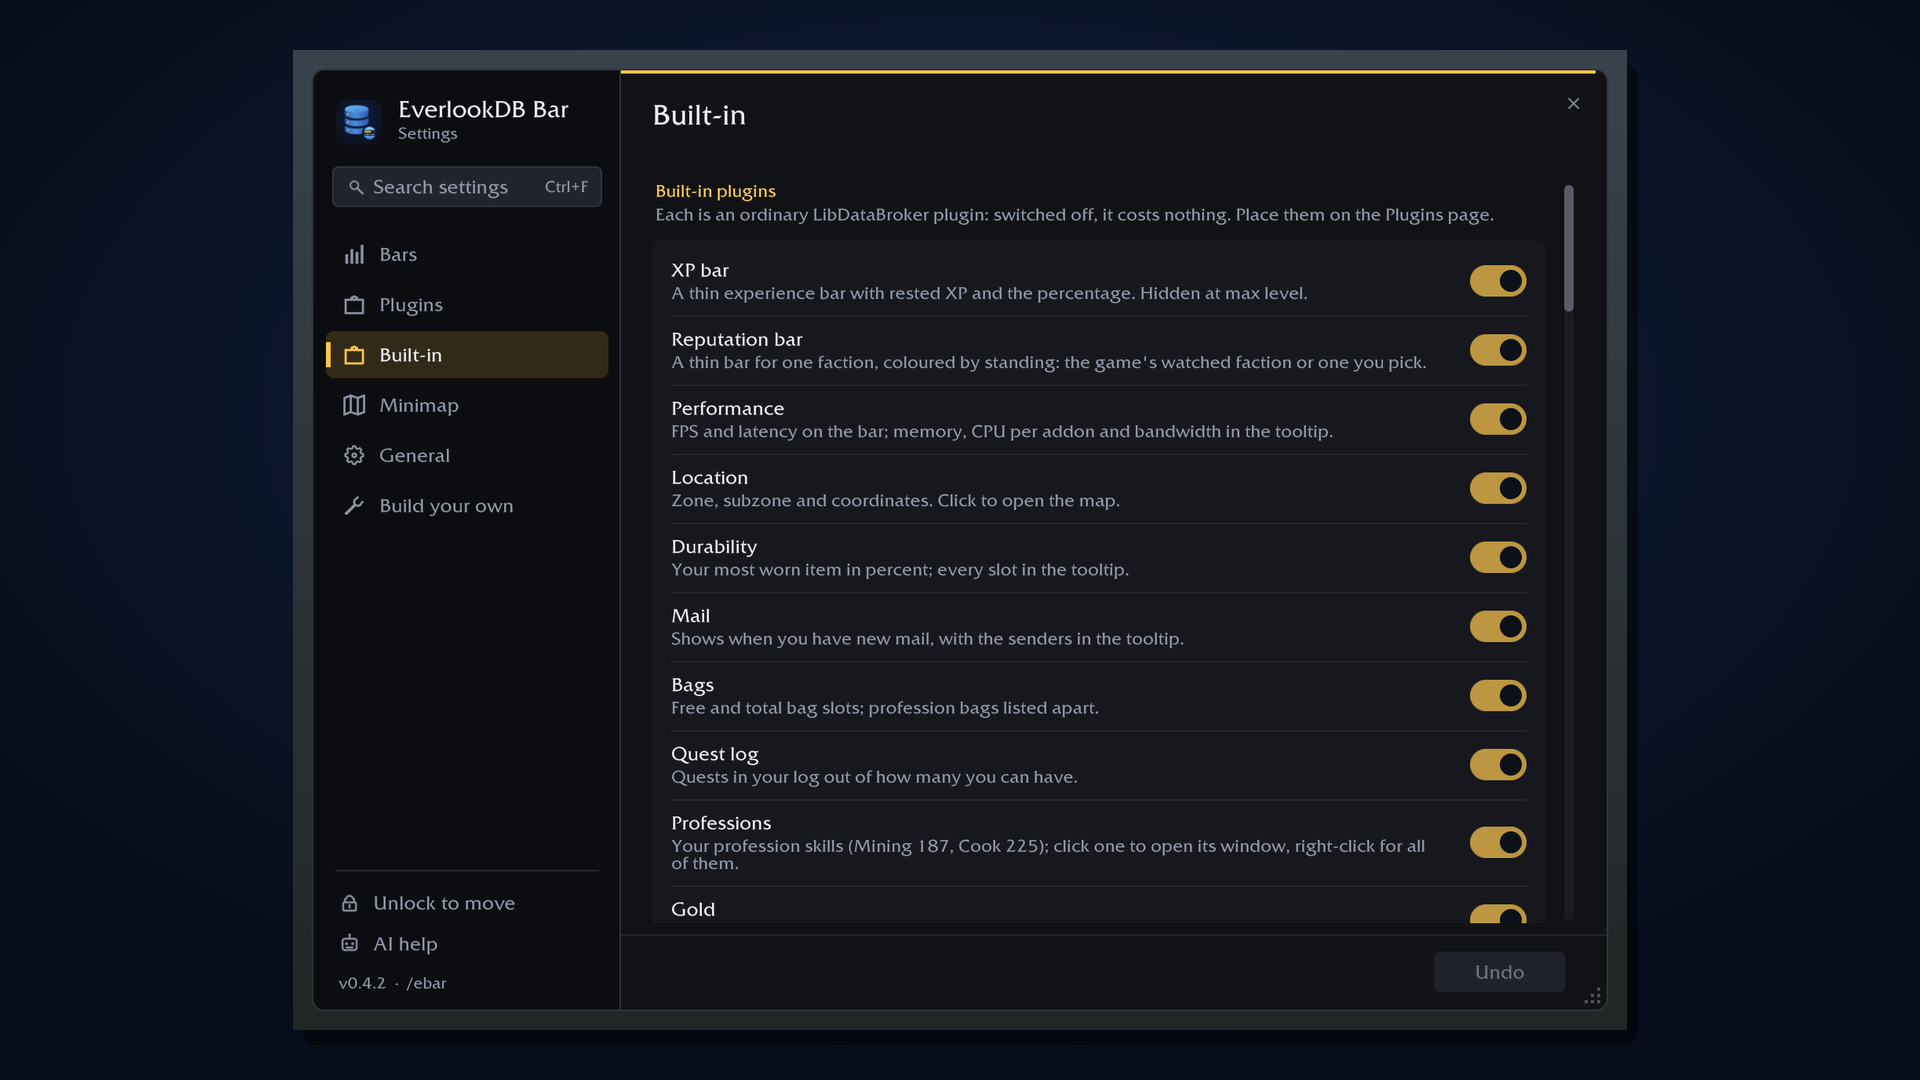 EverlookDB Bar
Settings
Search settings Ctrl+F
Bars
Plugins
Built-in
Minimap
General
Build your own
Unlock to move
AI help
v0.4.2 · /ebar
Built-in
Built-in plugins
Each is an ordinary LibDataBroker plugin: switched off, it costs nothing. Place them on the Plugins page.
XP bar
A thin experience bar with rested XP and the percentage. Hidden at max level.
Reputation bar
A thin bar for one faction, coloured by standing: the game's watched faction or one you pick.
Performance
FPS and latency on the bar; memory, CPU per addon and bandwidth in the tooltip.
Location
Zone, subzone and coordinates. Click to open the map.
Durability
Your most worn item in percent; every slot in the tooltip.
Mail
Shows when you have new mail, with the senders in the tooltip.
Bags
Free and total bag slots; profession bags listed apart.
Quest log
Quests in your log out of how many you can have.
Professions
Your profession skills (Mining 187, Cook 225); click one to open its window, right-click for all
of them.
Gold
Undo